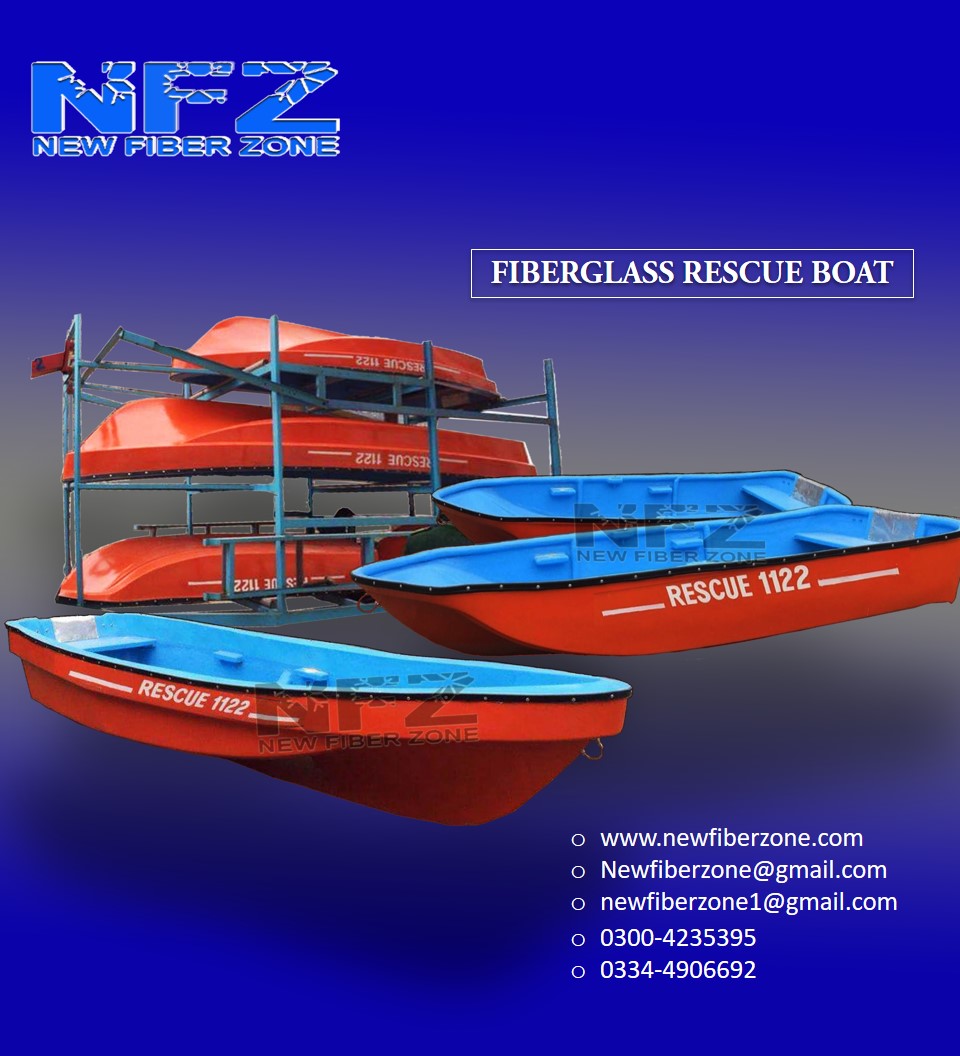 NFZ
NEW FIBER ZONE
FIBERGLASS RESCUE BOAT
RESCUE 1122
RESCUE 1122
NFZ
NEW FIBER ZONE
RESCUE 1122
RESCUE 1122
RESCUE 1122
NFZ
NEW FIBER ZONE
www.newfiberzone.com
Newfiberzone@gmail.com
newfiberzone1@gmail.com
0300-4235395
0334-4906692